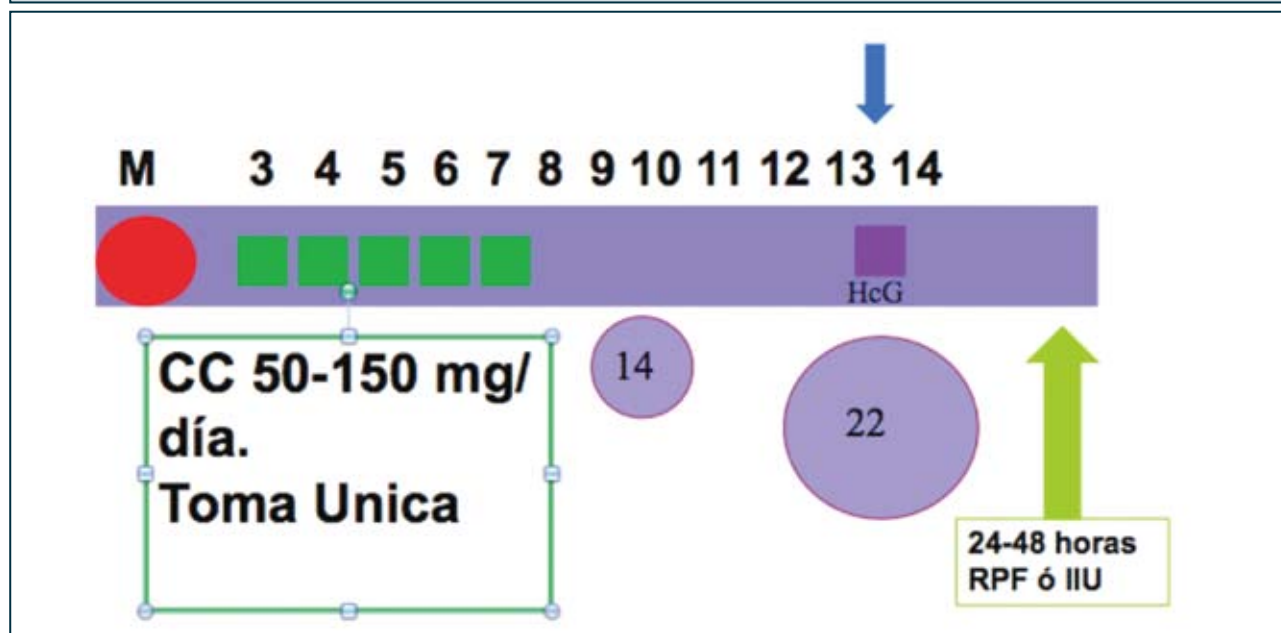 M 3 4 5 6 7 8 9 10 11 12 13 14
HcG
CC 50-150 mg/
día.
Toma Unica
14
22
24-48 horas
RPF ó IIU